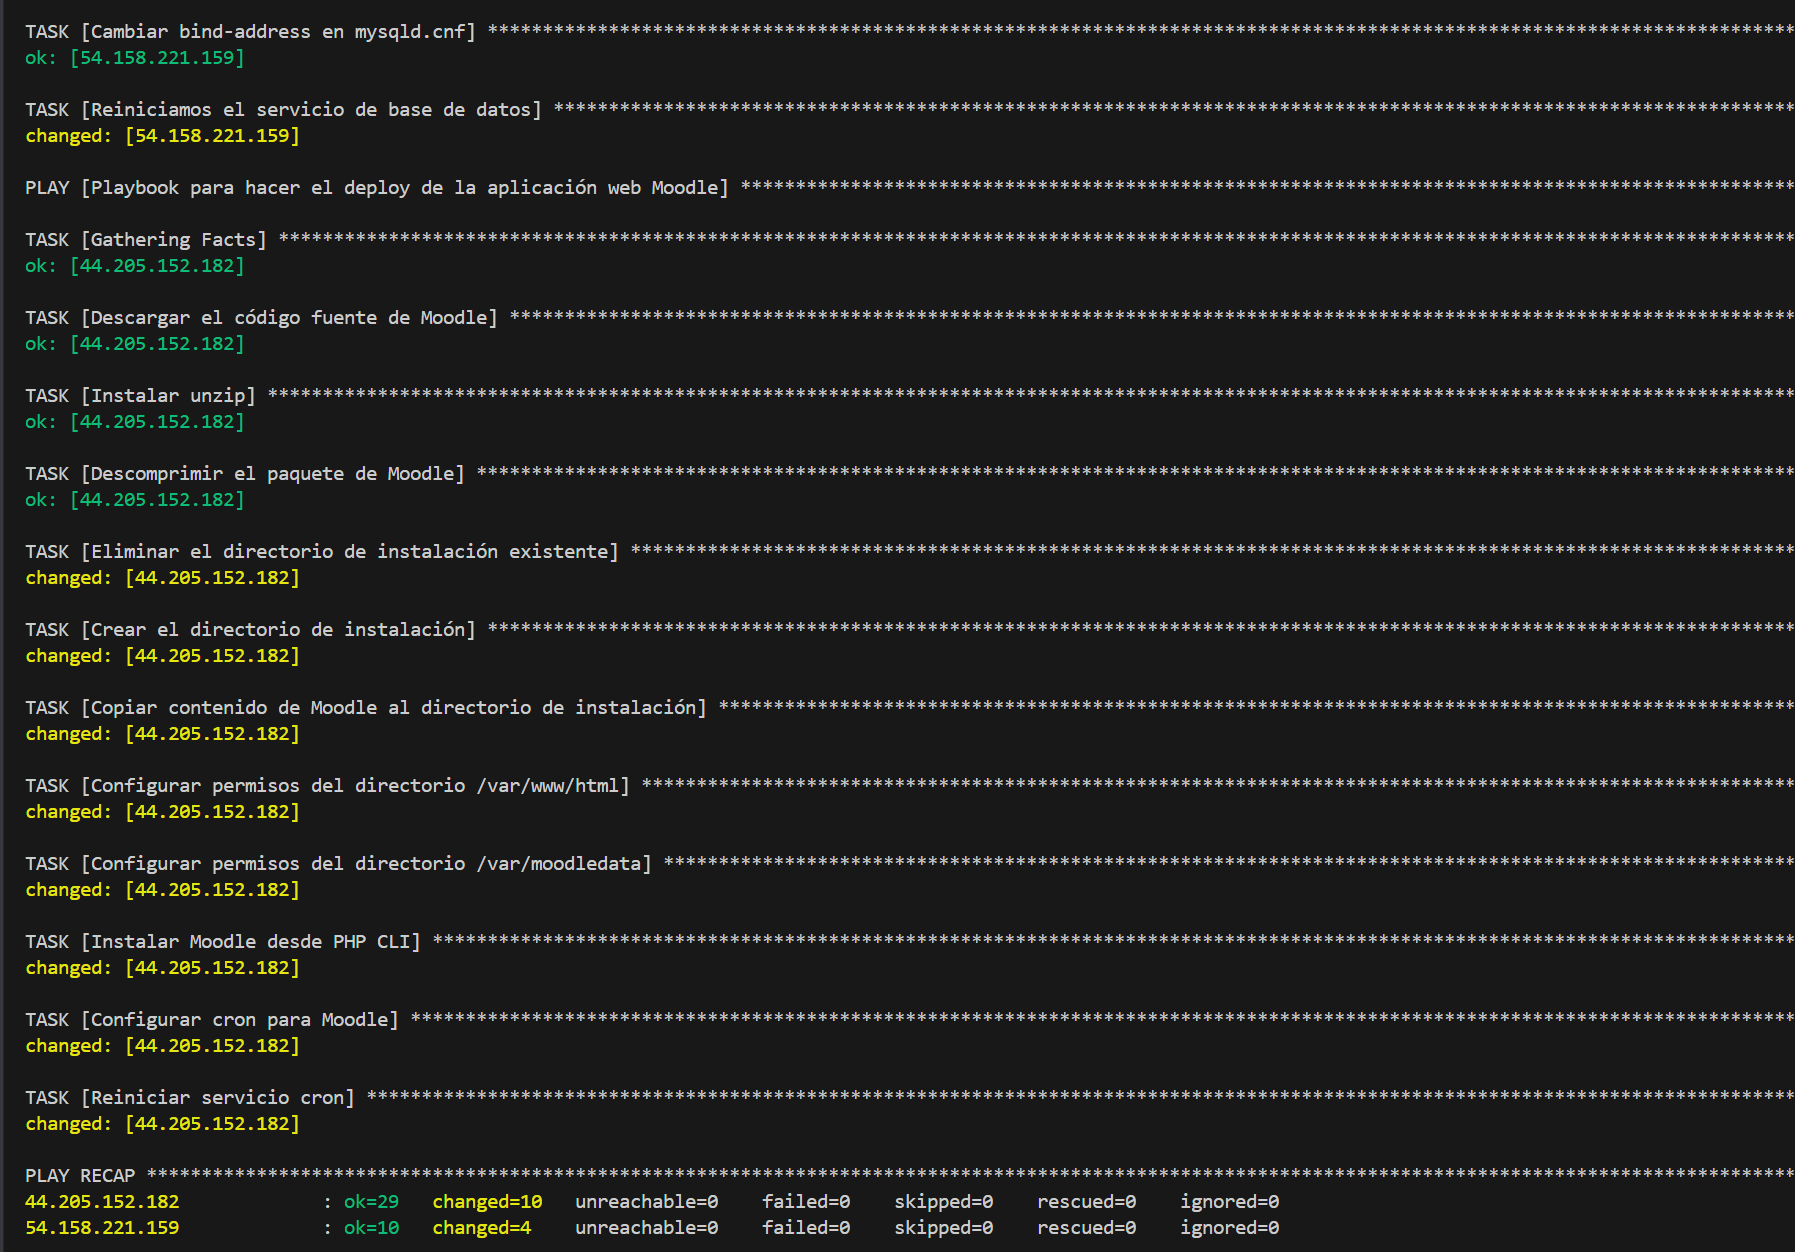 TASK [Cambiar bind-address en mysqld.cnf] ************************************************************************************************************************
ok: [54.158.221.159]
TASK [Reiniciamos el servicio de base de datos] ******************************************************************************************************************
changed: [54.158.221.159]
PLAY [Playbook para hacer el deploy de la aplicación web Moodle] *************************************************************************************************
TASK [Gathering Facts] *******************************************************************************************************************************************
ok: [44.205.152.182]
TASK [Descargar el código fuente de Moodle] **********************************************************************************************************************
ok: [44.205.152.182]
TASK [Instalar unzip] ********************************************************************************************************************************************
ok: [44.205.152.182]
TASK [Descomprimir el paquete de Moodle] *************************************************************************************************************************
ok: [44.205.152.182]
TASK [Eliminar el directorio de instalación existente] ***********************************************************************************************************
changed: [44.205.152.182]
TASK [Crear el directorio de instalación] ************************************************************************************************************************
changed: [44.205.152.182]
TASK [Copiar contenido de Moodle al directorio de instalación] ***************************************************************************************************
changed: [44.205.152.182]
TASK [Configurar permisos del directorio /var/www/html] **********************************************************************************************************
changed: [44.205.152.182]
TASK [Configurar permisos del directorio /var/moodledata] ********************************************************************************************************
changed: [44.205.152.182]
TASK [Instalar Moodle desde PHP CLI] *****************************************************************************************************************************
changed: [44.205.152.182]
TASK [Configurar cron para Moodle] *******************************************************************************************************************************
changed: [44.205.152.182]
TASK [Reiniciar servicio cron] ***********************************************************************************************************************************
changed: [44.205.152.182]
PLAY RECAP *******************************************************************************************************************************************************
44.205.152.182             : ok=29   changed=10   unreachable=0    failed=0    skipped=0    rescued=0    ignored=0
54.158.221.159             : ok=10   changed=4    unreachable=0    failed=0    skipped=0    rescued=0    ignored=0